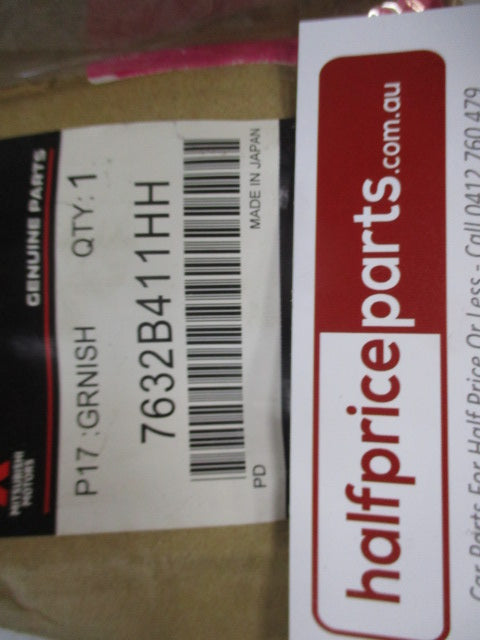 MITSUBISHI
MOTORS
GENUINE PARTS
P17 :GRNISH QTY: 1
7632B411HH
PD MADE IN JAPAN
halfpriceparts.com.au
Car Parts For Half Price Or Less - Call 0412 760 479